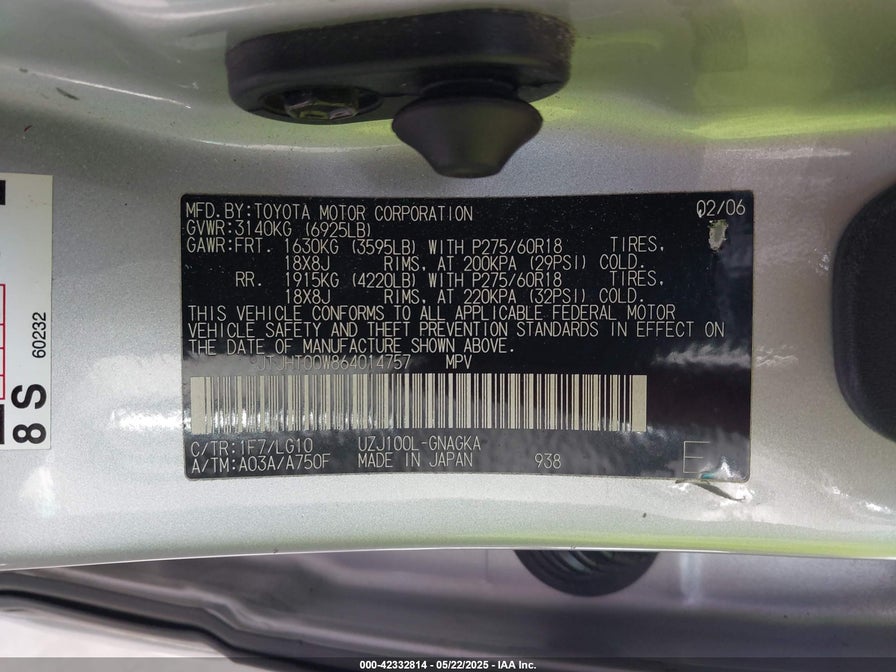 MFD.BY:TOYOTA MOTOR CORPORATION 02/06
GVWR:3140KG (6925LB)
GAWR:FRT. 1630KG (3595LB) WITH P275/60R18 TIRES,
18X8J RIMS, AT 200KPA (29PSI) COLD.
RR. 1915KG (4220LB) WITH P275/60R18 TIRES,
18X8J RIMS, AT 220KPA (32PSI) COLD.
THIS VEHICLE CONFORMS TO ALL APPLICABLE FEDERAL MOTOR
VEHICLE SAFETY AND THEFT PREVENTION STANDARDS IN EFFECT ON
THE DATE OF MANUFACTURE SHOWN ABOVE.
JTJHT00W864014757 MPV
C/TR:1F7/LG10 UZJ100L-GNAGKA
A/TM:A03A/A750F MADE IN JAPAN 938 E
8 S
60232
000-42332814 - 05/22/2025 - IAA Inc.